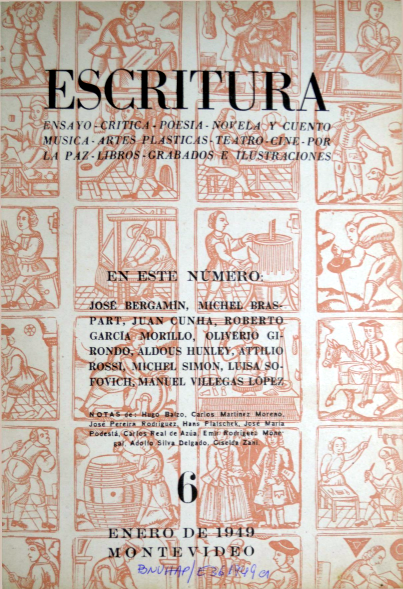 ESCRITURA
ENSAYO-CRITICA-POESIA-NOVELA Y CUENTO
MUSICA-ARTES PLASTICAS-TEATRO-CINE-POR
LA PAZ-LIBROS-GRABADOS E ILUSTRACIONES
EN ESTE NÚMERO:
JOSÉ BERGAMIN, MICHEL BRAS-
PART, JUAN CUNHA, ROBERTO
GARCÍA MORILLO, OLIVERIO GI-
RONDO, ALDOUS HUXLEY, ATTILIO
ROSSI, MICHEL SIMON, LUISA SO-
FOVICH, MANUEL VILLEGAS LÓPEZ
NOTAS de: Hugo Balzo, Carlos Martínez Moreno,
José Pereira Rodríguez, Hans Platschek, José María
Podestá, Carlos Real de Azúa, Emir Rodríguez Mone-
gal, Adolfo Silva Delgado, Giselda Zani.
6
ENERO DE 1949
MONTEVIDEO